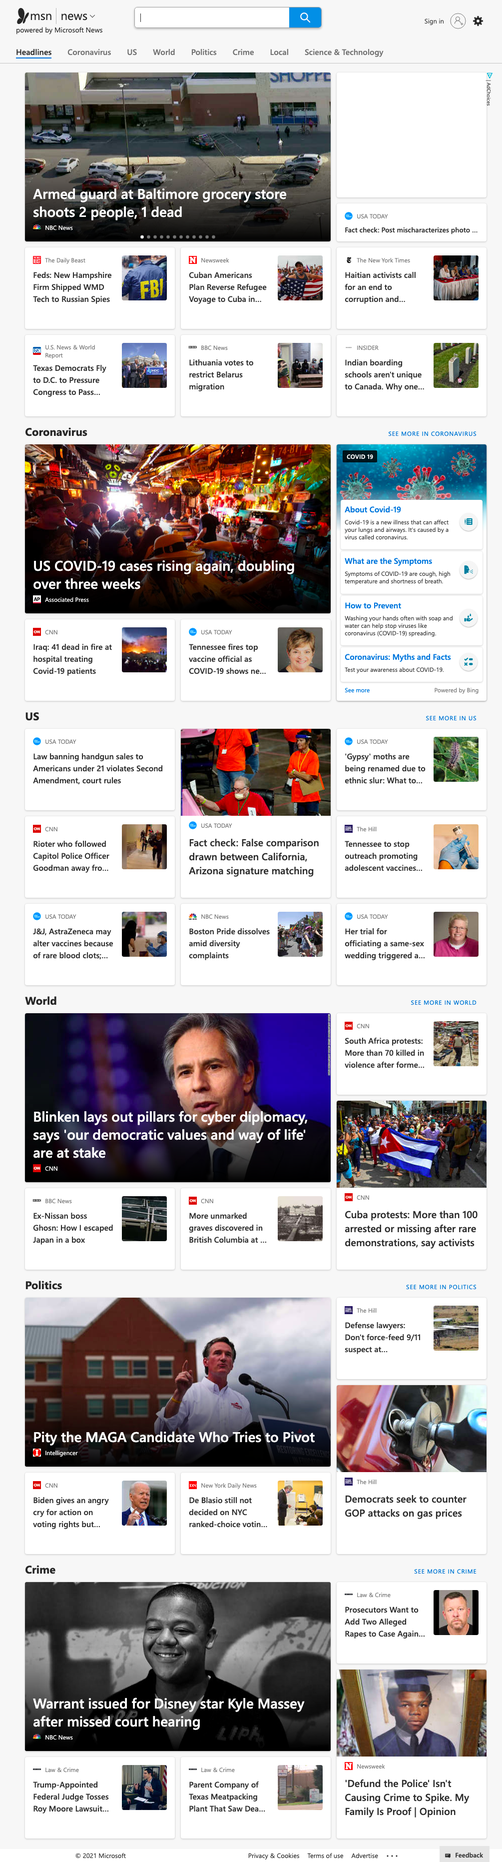 msn | news
powered by Microsoft News
Sign in
Headlines Coronavirus US World Politics Crime Local Science & Technology
SHOPPE
Armed guard at Baltimore grocery store
shoots 2 people, 1 dead
NBC News
AdChoices
USA TODAY
Fact check: Post mischaracterizes photo ...
The Daily Beast
Feds: New Hampshire
Firm Shipped WMD
Tech to Russian Spies
FBI
Newsweek
Cuban Americans
Plan Reverse Refugee
Voyage to Cuba in...
The New York Times
Haitian activists call
for an end to
corruption and...
U.S. News & World
Report
Texas Democrats Fly
to D.C. to Pressure
Congress to Pass...
BBC News
Lithuania votes to
restrict Belarus
migration
INSIDER
Indian boarding
schools aren't unique
to Canada. Why one...
Coronavirus
SEE MORE IN CORONAVIRUS
US COVID-19 cases rising again, doubling
over three weeks
AP Associated Press
COVID 19
About Covid-19
Covid-19 is a new illness that can affect
your lungs and airways. It's caused by a
virus called coronavirus.
What are the Symptoms
Symptoms of COVID-19 are cough, high
temperature and shortness of breath.
How to Prevent
Washing your hands often with soap and
water can help stop viruses like
coronavirus (COVID-19) spreading.
Coronavirus: Myths and Facts
Test your awareness about COVID-19.
See more
Powered by Bing
CNN
Iraq: 41 dead in fire at
hospital treating
Covid-19 patients
USA TODAY
Tennessee fires top
vaccine official as
COVID-19 shows ne...
US
SEE MORE IN US
USA TODAY
Law banning handgun sales to
Americans under 21 violates Second
Amendment, court rules
USA TODAY
Fact check: False comparison
drawn between California,
Arizona signature matching
USA TODAY
'Gypsy' moths are
being renamed due to
ethnic slur: What to...
CNN
Rioter who followed
Capitol Police Officer
Goodman away fro...
The Hill
Tennessee to stop
outreach promoting
adolescent vaccines...
USA TODAY
J&J, AstraZeneca may
alter vaccines because
of rare blood clots;...
NBC News
Boston Pride dissolves
amid diversity
complaints
USA TODAY
Her trial for
officiating a same-sex
wedding triggered a...
World
SEE MORE IN WORLD
Blinken lays out pillars for cyber diplomacy,
says 'our democratic values and way of life'
are at stake
CNN
CNN
South Africa protests:
More than 70 killed in
violence after forme...
CNN
Cuba protests: More than 100
arrested or missing after rare
demonstrations, say activists
BBC News
Ex-Nissan boss
Ghosn: How I escaped
Japan in a box
CNN
More unmarked
graves discovered in
British Columbia at ...
Politics
SEE MORE IN POLITICS
Pity the MAGA Candidate Who Tries to Pivot
Intelligencer
The Hill
Defense lawyers:
Don't force-feed 9/11
suspect at...
The Hill
Democrats seek to counter
GOP attacks on gas prices
CNN
Biden gives an angry
cry for action on
voting rights but...
New York Daily News
De Blasio still not
decided on NYC
ranked-choice votin...
Crime
SEE MORE IN CRIME
Warrant issued for Disney star Kyle Massey
after missed court hearing
NBC News
Law & Crime
Prosecutors Want to
Add Two Alleged
Rapes to Case Again...
Newsweek
'Defund the Police' Isn't
Causing Crime to Spike. My
Family Is Proof | Opinion
Law & Crime
Trump-Appointed
Federal Judge Tosses
Roy Moore Lawsuit...
Law & Crime
Parent Company of
Texas Meatpacking
Plant That Saw Dea...
© 2021 Microsoft
Privacy & Cookies Terms of use Advertise ...
Feedback